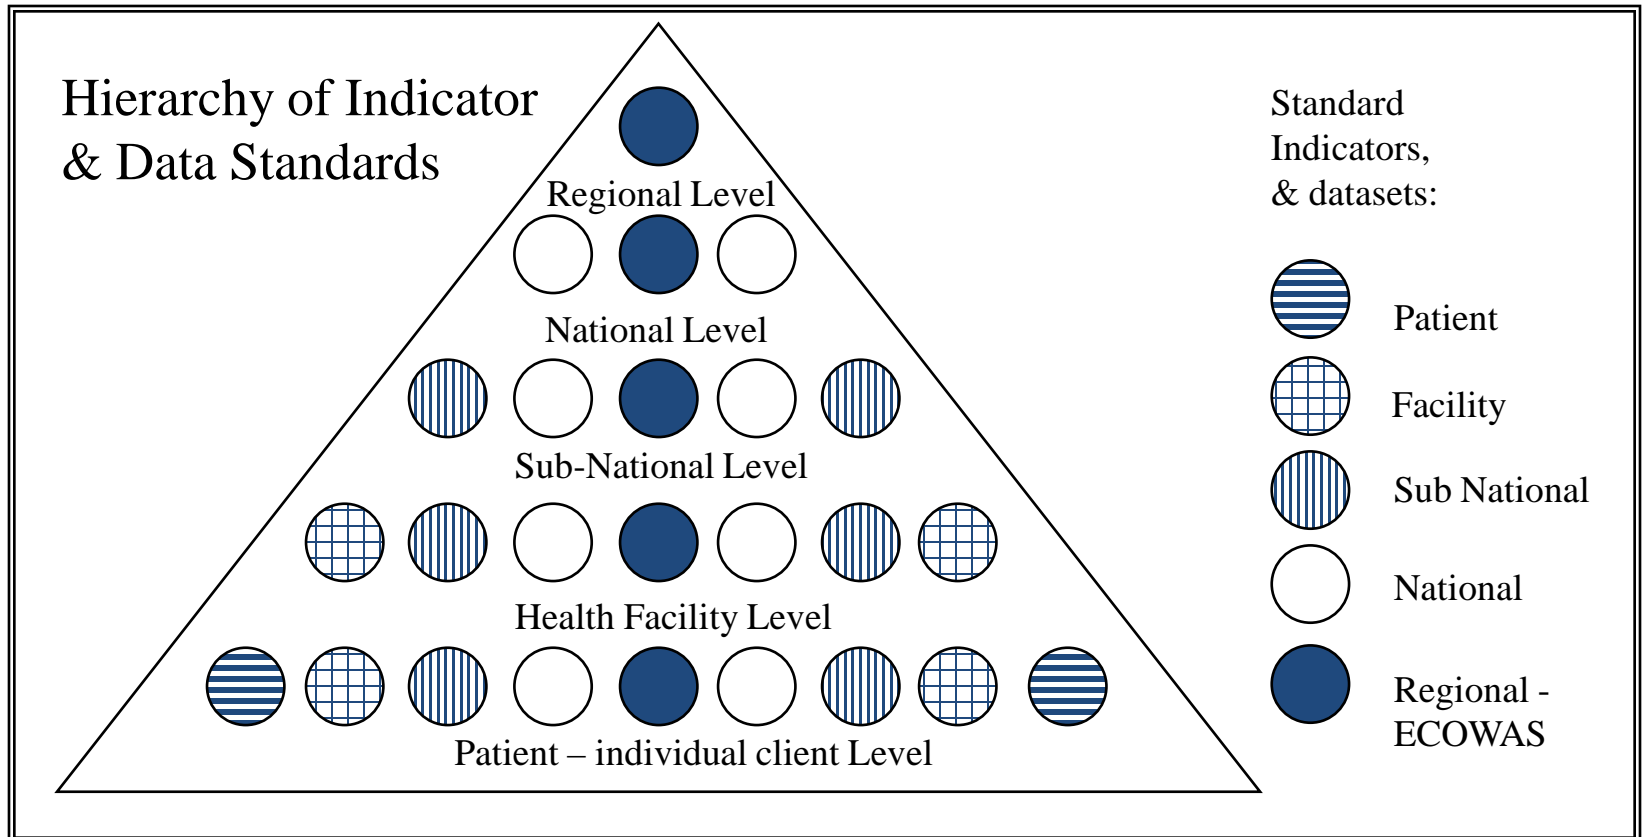 Hierarchy of Indicator
& Data Standards
Regional Level
National Level
Sub-National Level
Health Facility Level
Patient – individual client Level
Standard
Indicators,
& datasets:
Patient
Facility
Sub National
National
Regional -
ECOWAS